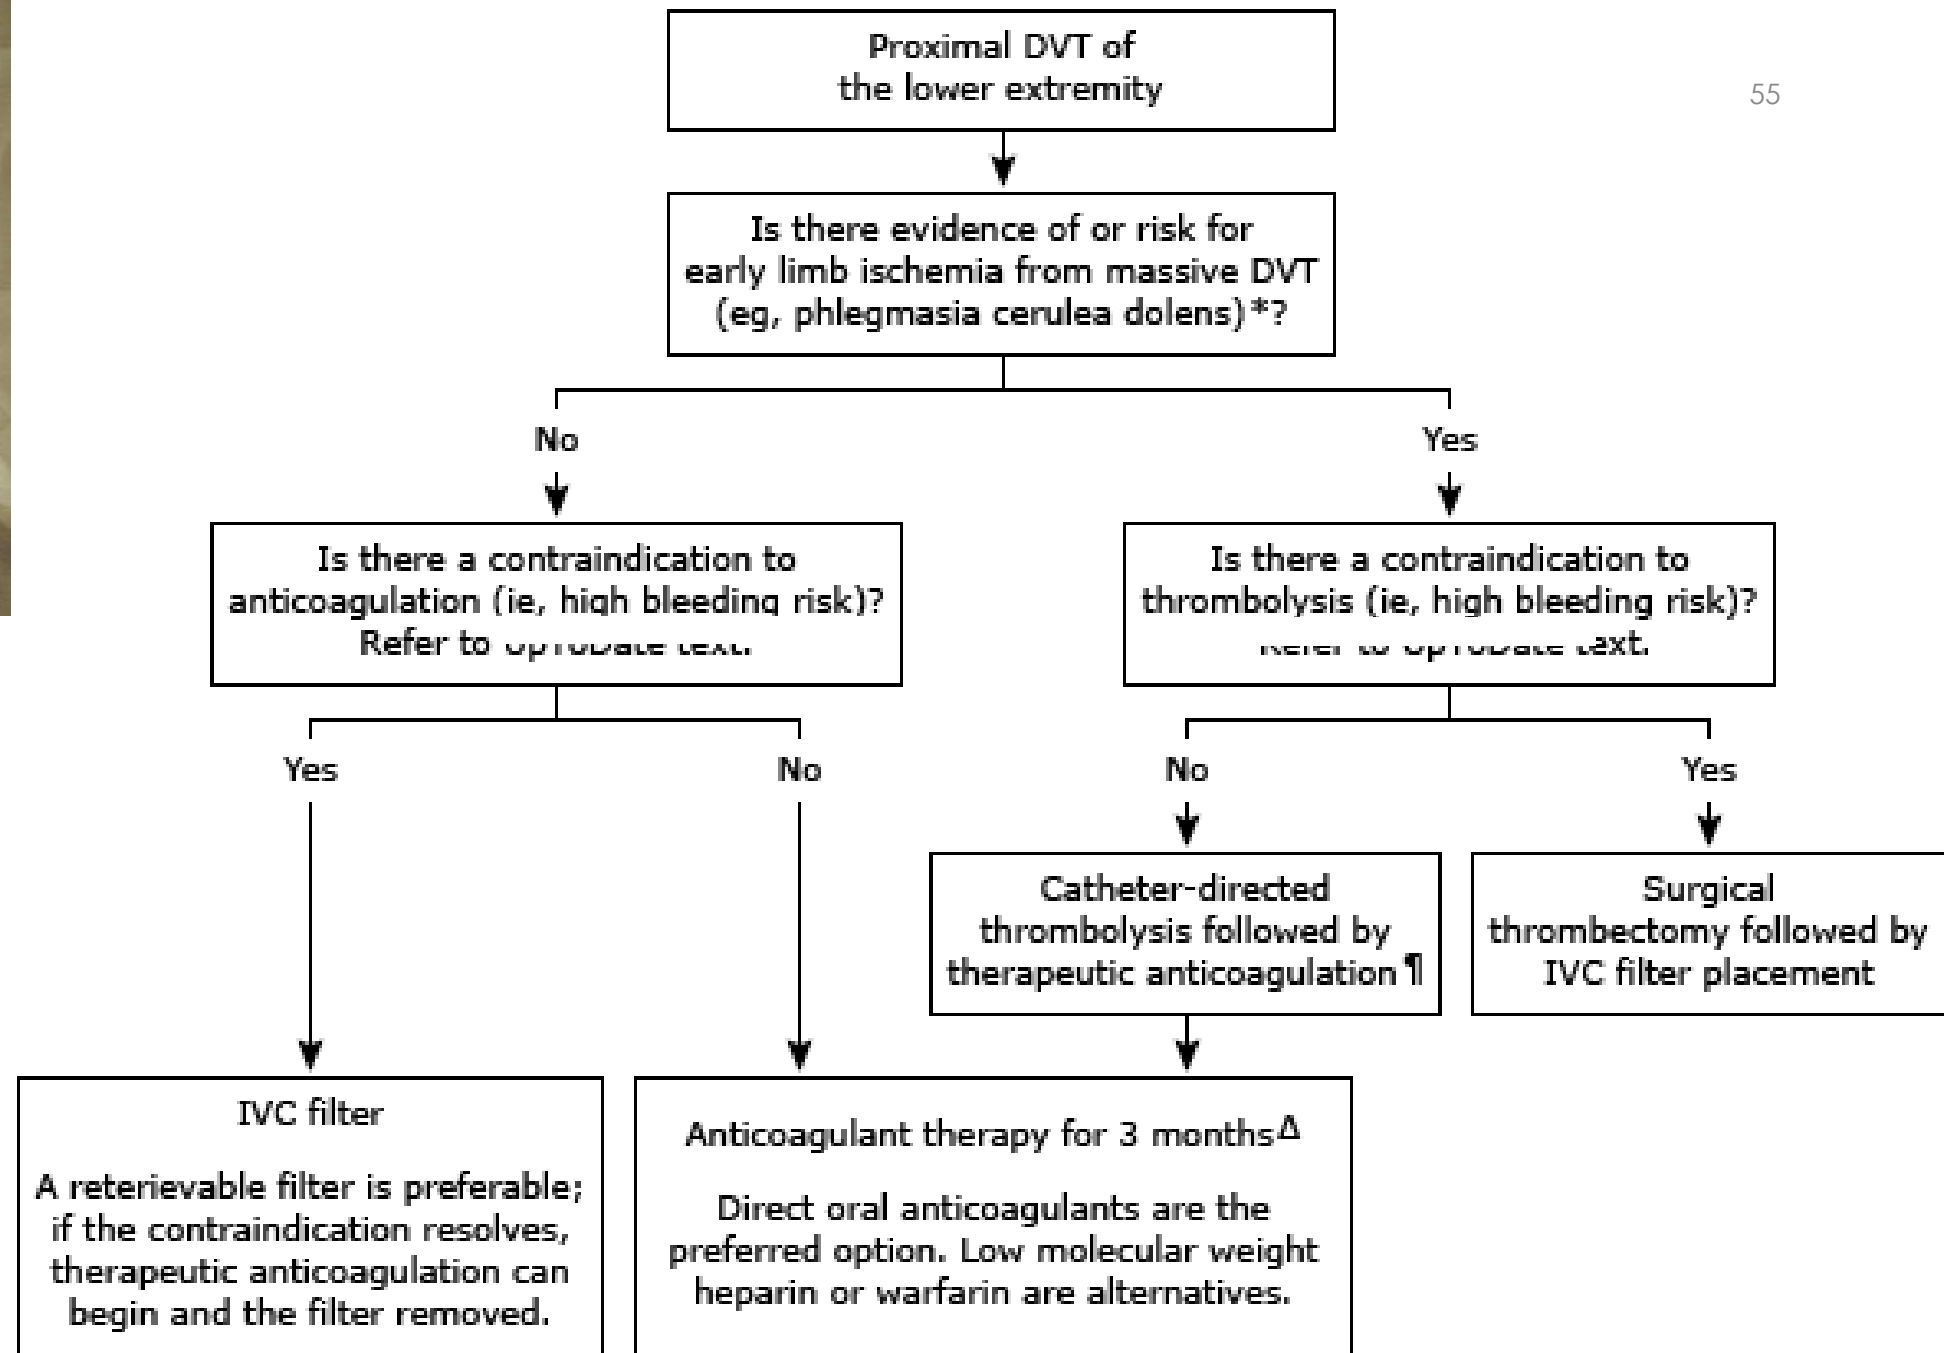 Proximal DVT of
the lower extremity
55
Is there evidence of or risk for
early limb ischemia from massive DVT
(eg, phlegmasia cerulea dolens)*?
No
Yes
Is there a contraindication to
anticoagulation (ie, high bleeding risk)?
Refer to
Is there a contraindication to
thrombolysis (ie, high bleeding risk)?
Yes
No
No
Yes
Catheter-directed
thrombolysis followed by
therapeutic anticoagulation¶
Surgical
thrombectomy followed by
IVC filter placement
IVC filter
A reterievable filter is preferable;
if the contraindication resolves,
therapeutic anticoagulation can
begin and the filter removed.
Anticoagulant therapy for 3 monthsΔ
Direct oral anticoagulants are the
preferred option. Low molecular weight
heparin or warfarin are alternatives.